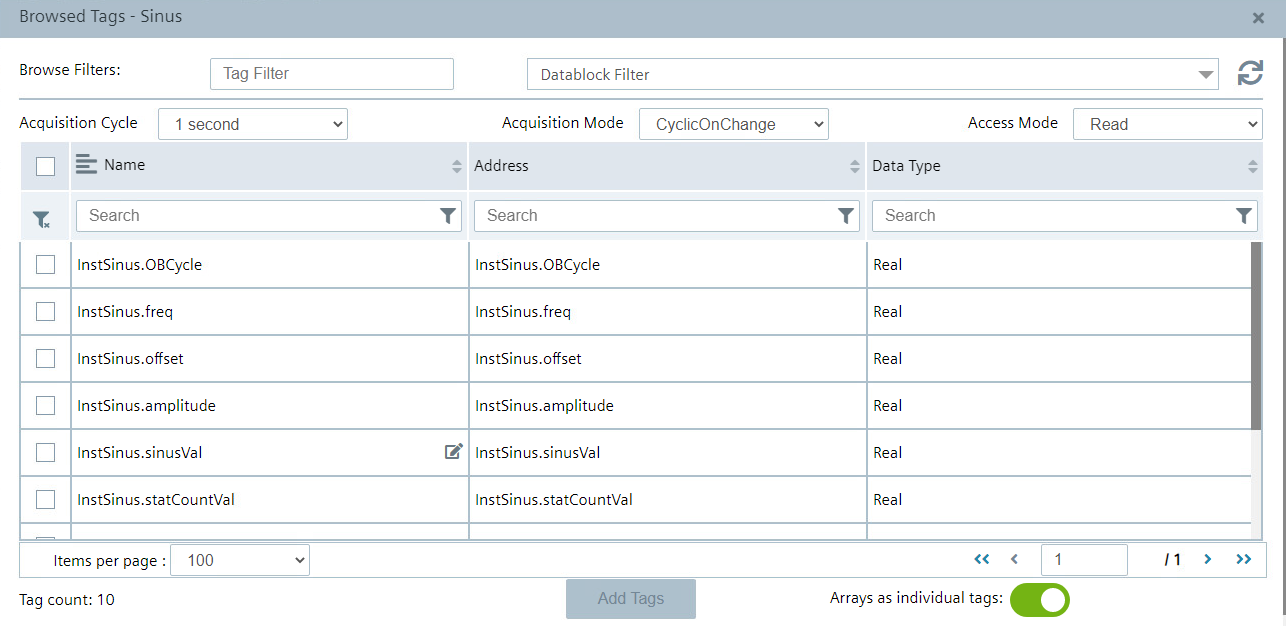 Browsed Tags - Sinus ×
Browse Filters: Tag Filter Datablock Filter
Acquisition Cycle 1 second Acquisition Mode CyclicOnChange Access Mode Read
Name Address Data Type
Search Search Search
InstSinus.OBCycle InstSinus.OBCycle Real
InstSinus.freq InstSinus.freq Real
InstSinus.offset InstSinus.offset Real
InstSinus.amplitude InstSinus.amplitude Real
InstSinus.sinusVal InstSinus.sinusVal Real
InstSinus.statCountVal InstSinus.statCountVal Real
Items per page : 100 << < 1 / 1 > >>
Tag count: 10 Add Tags Arrays as individual tags: